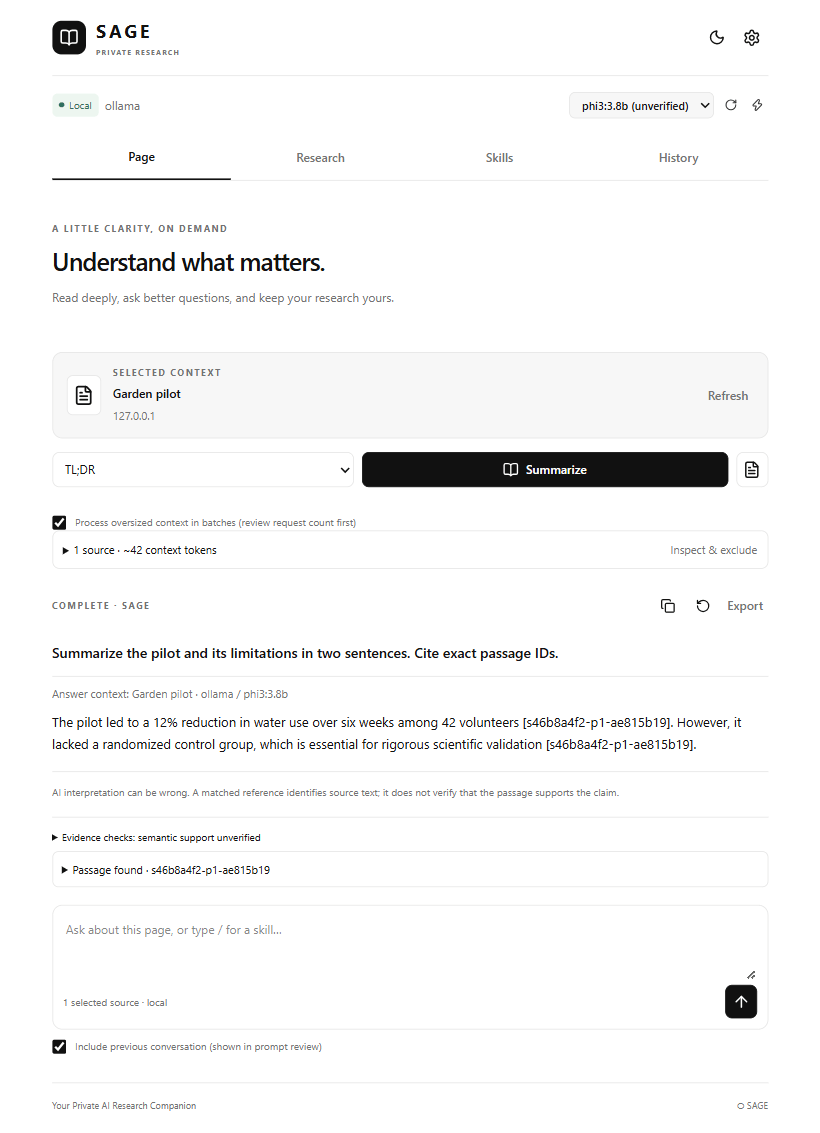 SAGE
PRIVATE RESEARCH
Local ollama
phi3:3.8b (unverified)
Page Research Skills History
A LITTLE CLARITY, ON DEMAND
Understand what matters.
Read deeply, ask better questions, and keep your research yours.
SELECTED CONTEXT
Garden pilot
127.0.0.1
Refresh
TL;DR
Summarize
Process oversized context in batches (review request count first)
1 source · ~42 context tokens
Inspect & exclude
COMPLETE · SAGE
Export
Summarize the pilot and its limitations in two sentences. Cite exact passage IDs.
Answer context: Garden pilot · ollama / phi3:3.8b
The pilot led to a 12% reduction in water use over six weeks among 42 volunteers [s46b8a4f2-p1-ae815b19]. However, it
lacked a randomized control group, which is essential for rigorous scientific validation [s46b8a4f2-p1-ae815b19].
AI interpretation can be wrong. A matched reference identifies source text; it does not verify that the passage supports the claim.
Evidence checks: semantic support unverified
Passage found · s46b8a4f2-p1-ae815b19
Ask about this page, or type / for a skill...
1 selected source · local
Include previous conversation (shown in prompt review)
Your Private AI Research Companion
SAGE